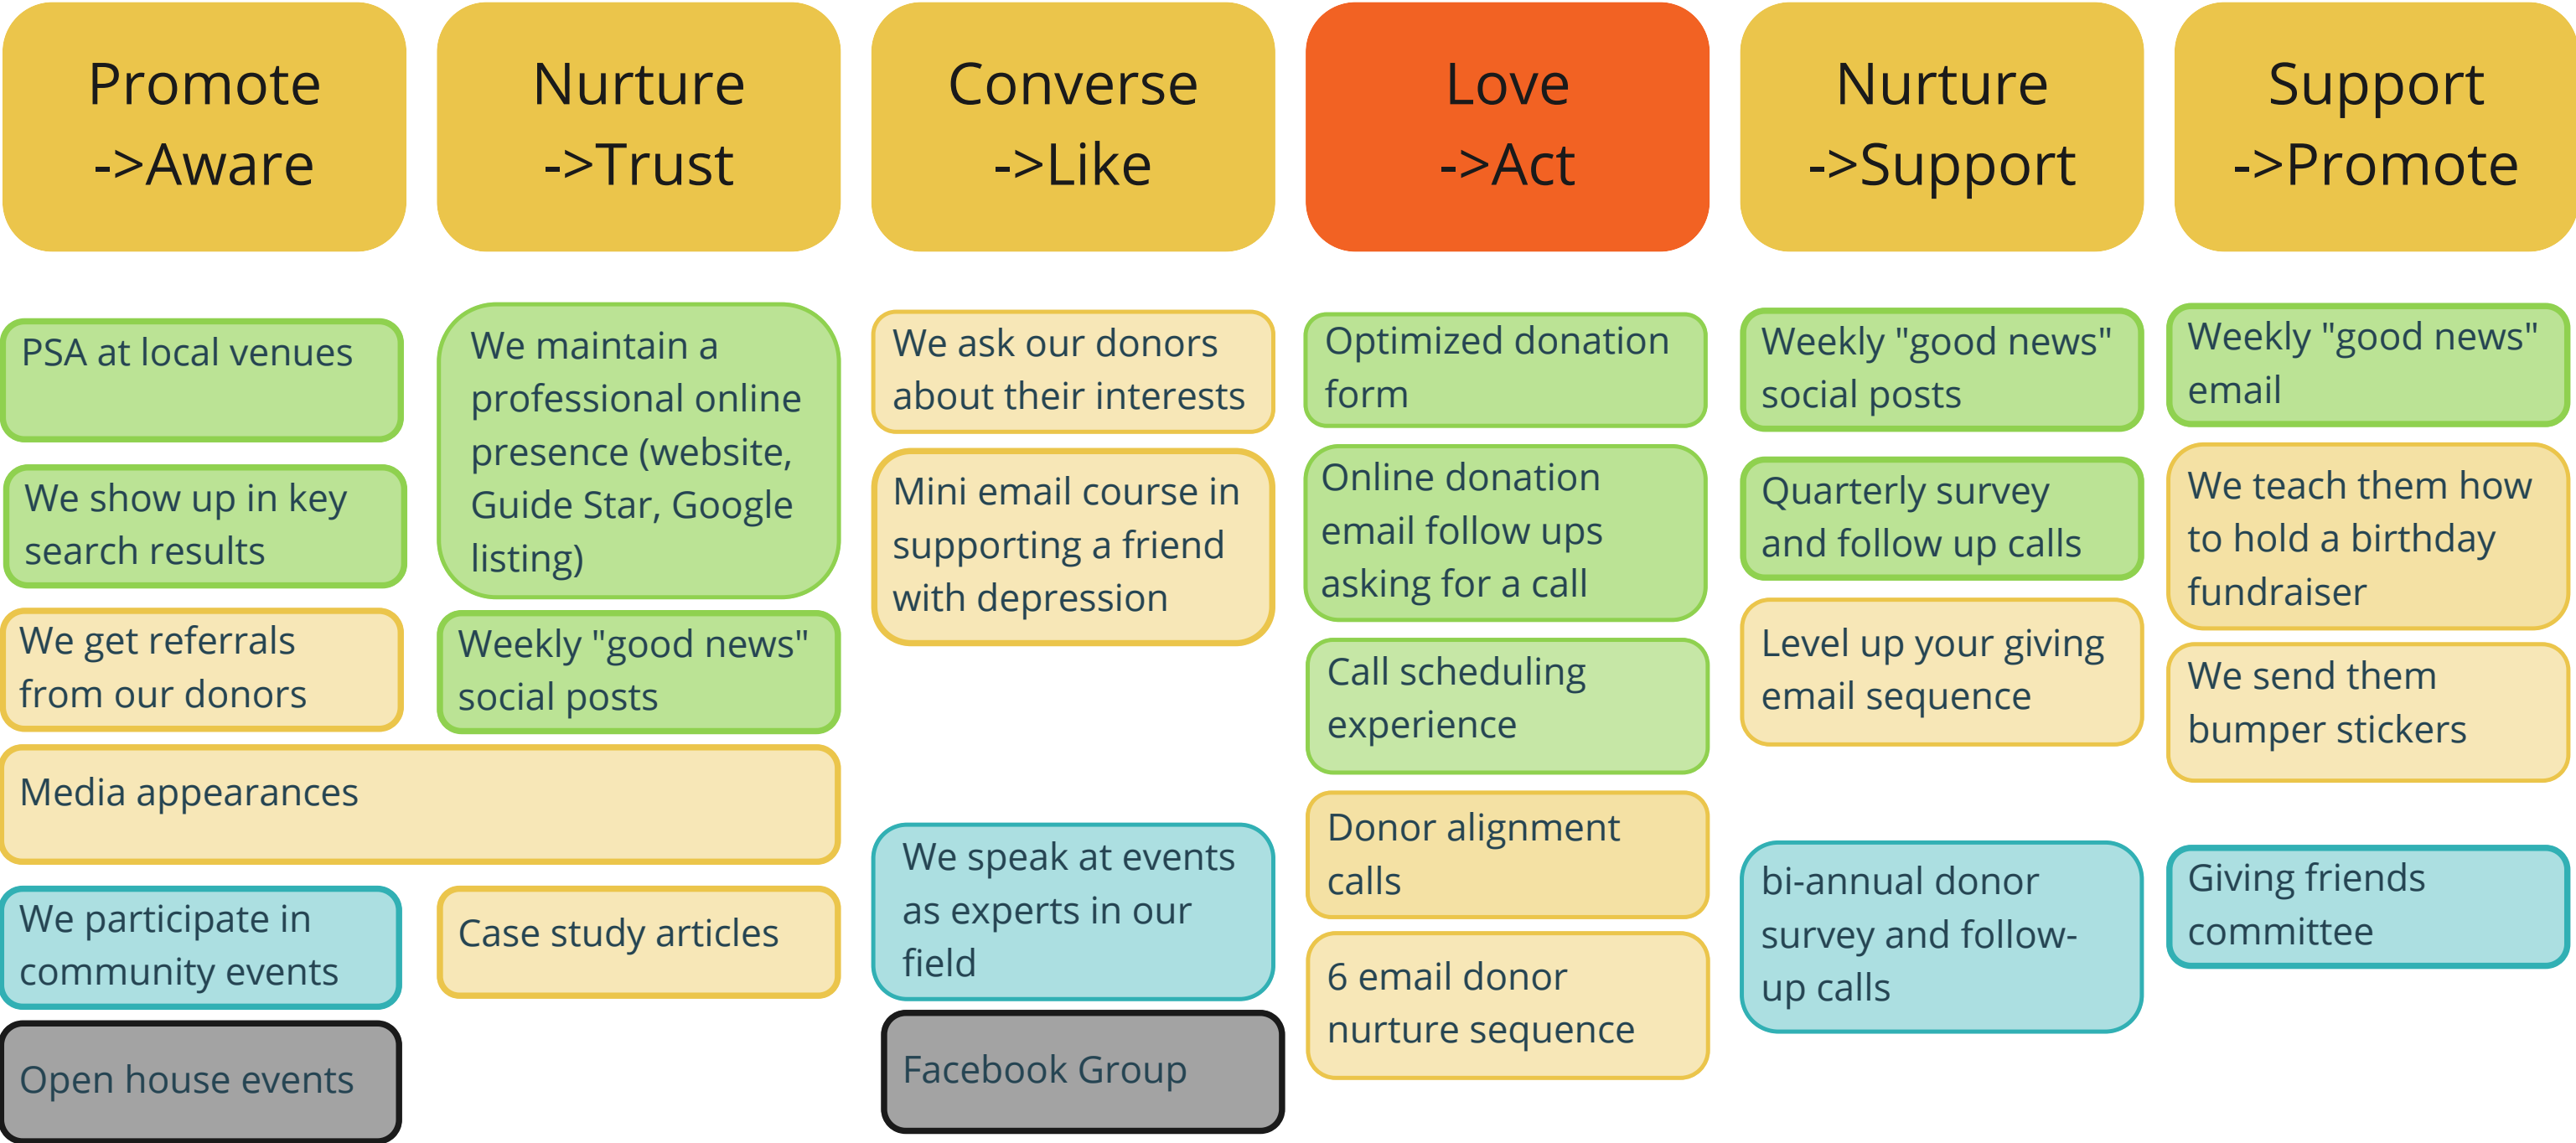 Promote
->Aware
Nurture
->Trust
Converse
->Like
Love
->Act
Nurture
->Support
Support
->Promote
PSA at local venues
We show up in key
search results
We get referrals
from our donors
Media appearances
We participate in
community events
Open house events
We maintain a
professional online
presence (website,
Guide Star, Google
listing)
Weekly "good news"
social posts
Case study articles
We ask our donors
about their interests
Mini email course in
supporting a friend
with depression
We speak at events
as experts in our
field
Facebook Group
Optimized donation
form
Online donation
email follow ups
asking for a call
Call scheduling
experience
Donor alignment
calls
6 email donor
nurture sequence
Weekly "good news"
social posts
Quarterly survey
and follow up calls
Level up your giving
email sequence
bi-annual donor
survey and follow-
up calls
Weekly "good news"
email
We teach them how
to hold a birthday
fundraiser
We send them
bumper stickers
Giving friends
committee